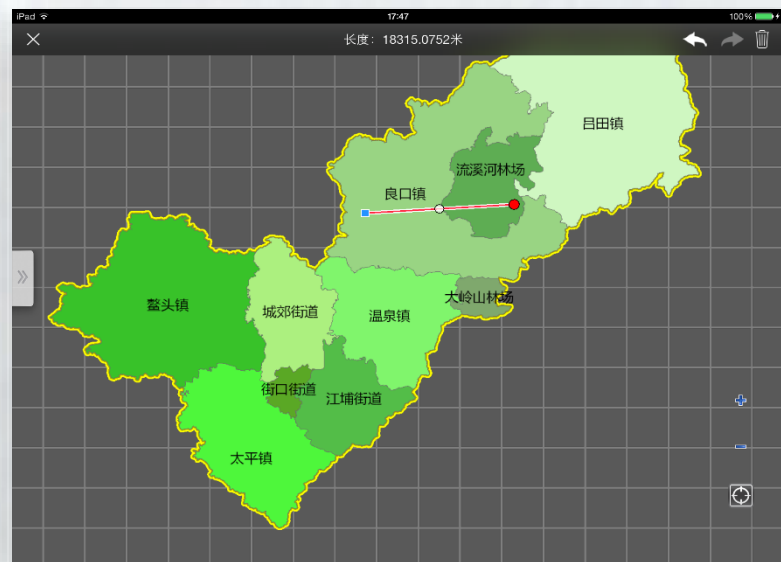 iPad 17:47 100%
长度：18315.0752米
吕田镇
流溪河林场
良口镇
大岭山林场
鳌头镇
城郊街道
温泉镇
街口街道
江埔街道
太平镇